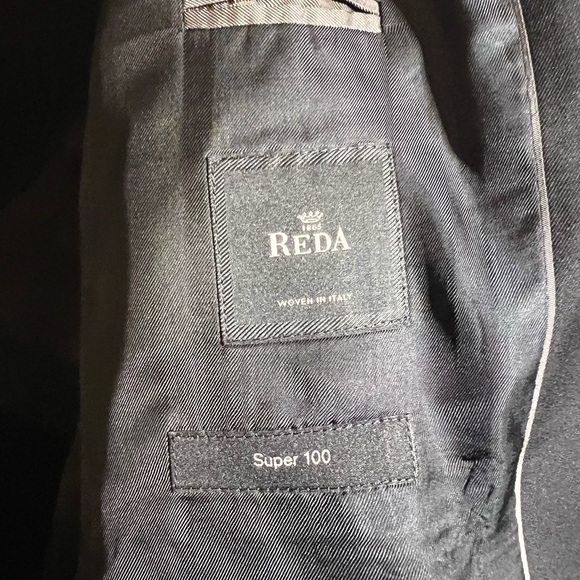 1865
REDA
WOVEN IN ITALY
Super 100